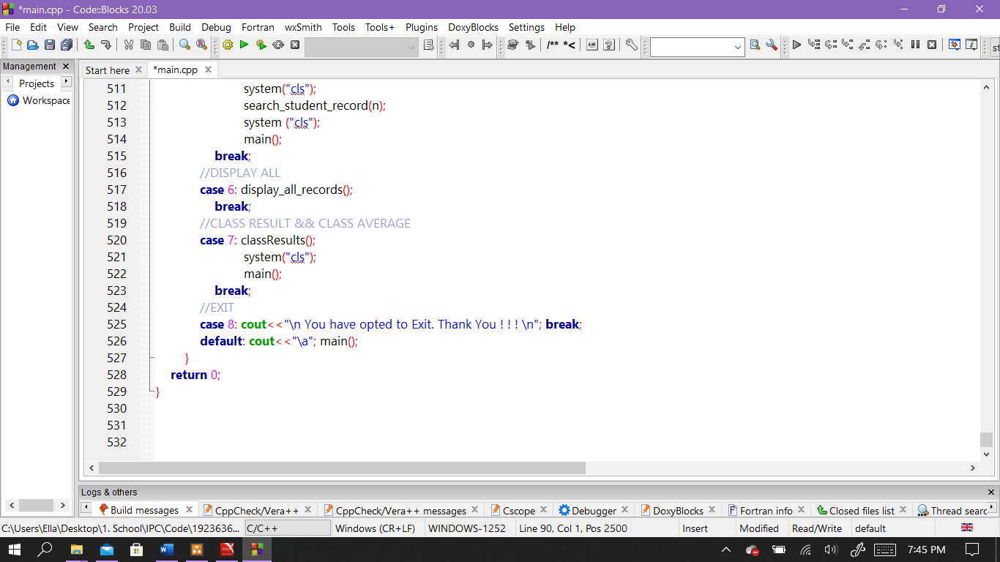 *main.cpp - Code::Blocks 20.03
File Edit View Search Project Build Debug Fortran wxSmith Tools Tools+ Plugins DoxyBlocks Settings Help
/** *<
st
Management
Projects
Workspace
Start here *main.cpp
511 system("cls");
512 search_student_record(n);
513 system ("cls");
514 main();
515 break;
516 //DISPLAY ALL
517 case 6: display_all_records();
518 break;
519 //CLASS RESULT && CLASS AVERAGE
520 case 7: classResults();
521 system("cls");
522 main();
523 break;
524 //EXIT
525 case 8: cout<<"\n You have opted to Exit. Thank You ! ! ! \n"; break;
526 default: cout<<"\a"; main();
527 }
528 return 0;
529 }
530
531
532
Logs & others
Build messages CppCheck/Vera++ CppCheck/Vera++ messages Cscope Debugger DoxyBlocks Fortran info Closed files list Thread searc
C:\Users\Ella\Desktop\1. School\IPC\Code\1923636... C/C++ Windows (CR+LF) WINDOWS-1252 Line 90, Col 1, Pos 2500 Insert Modified Read/Write default
7:45 PM